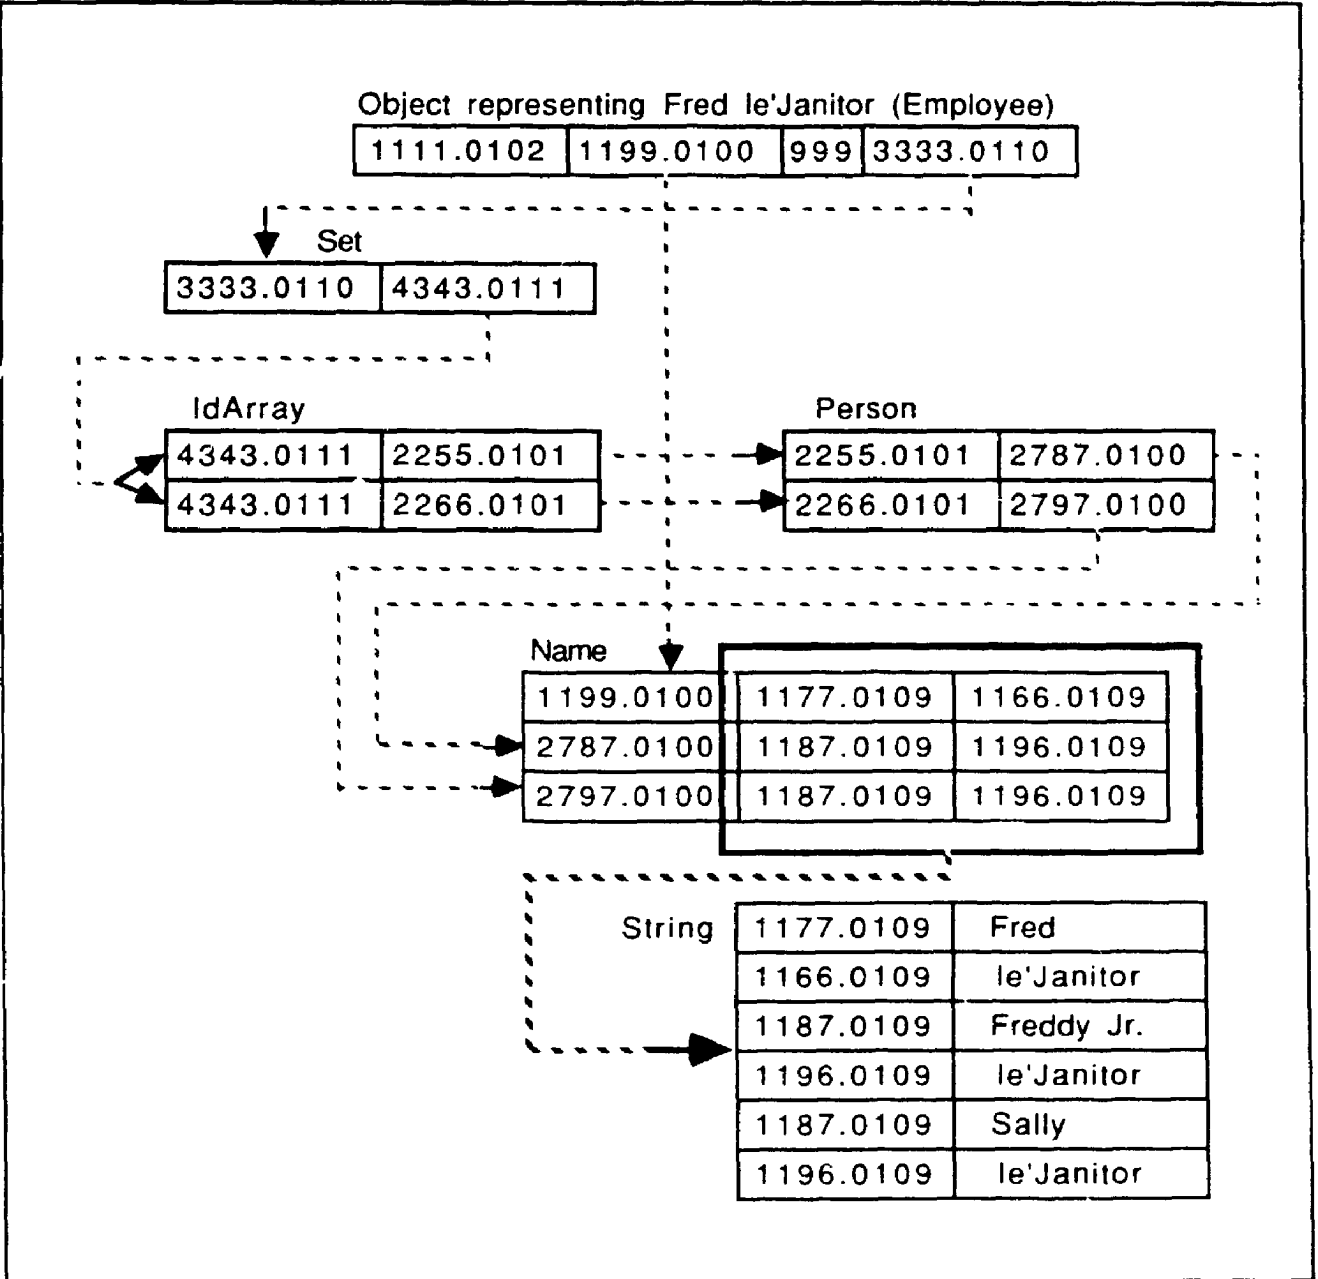 Object representing Fred le'Janitor (Employee)
1111.0102 1199.0100 999 3333.0110
Set
3333.0110 4343.0111
IdArray Person
4343.0111 2255.0101 2255.0101 2787.0100
4343.0111 2266.0101 2266.0101 2797.0100
Name
1199.0100 1177.0109 1166.0109
2787.0100 1187.0109 1196.0109
2797.0100 1187.0109 1196.0109
String 1177.0109 Fred
1166.0109 le'Janitor
1187.0109 Freddy Jr.
1196.0109 le'Janitor
1187.0109 Sally
1196.0109 le'Janitor